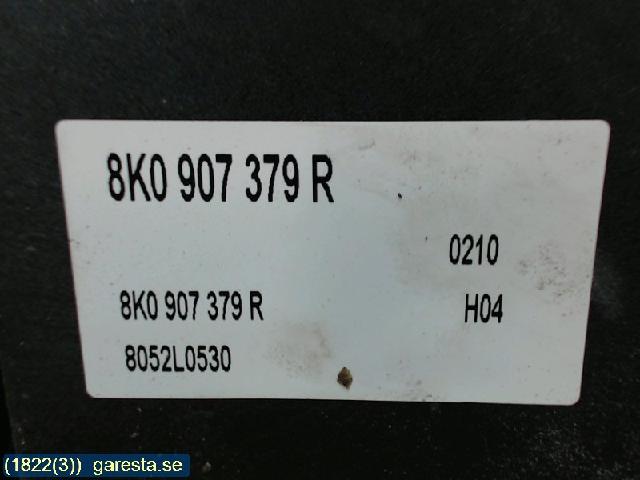 8K0 907 379 R
0210
8K0 907 379 R H04
8052L0530
(1822(3)) garesta.se